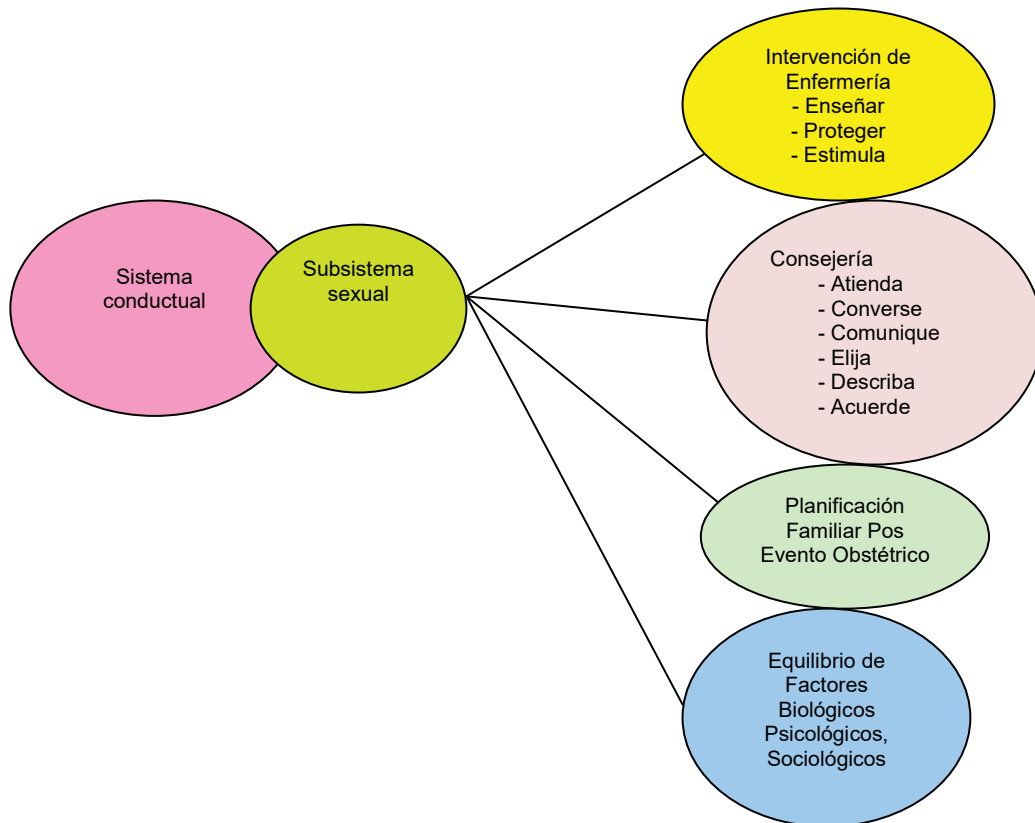 Intervención de
Enfermería
- Enseñar
- Proteger
- Estimula
Sistema
conductual
Subsistema
sexual
Consejería
- Atienda
- Converse
- Comunique
- Elija
- Describa
- Acuerde
Planificación
Familiar Pos
Evento Obstétrico
Equilibrio de
Factores
Biológicos
Psicológicos,
Sociológicos